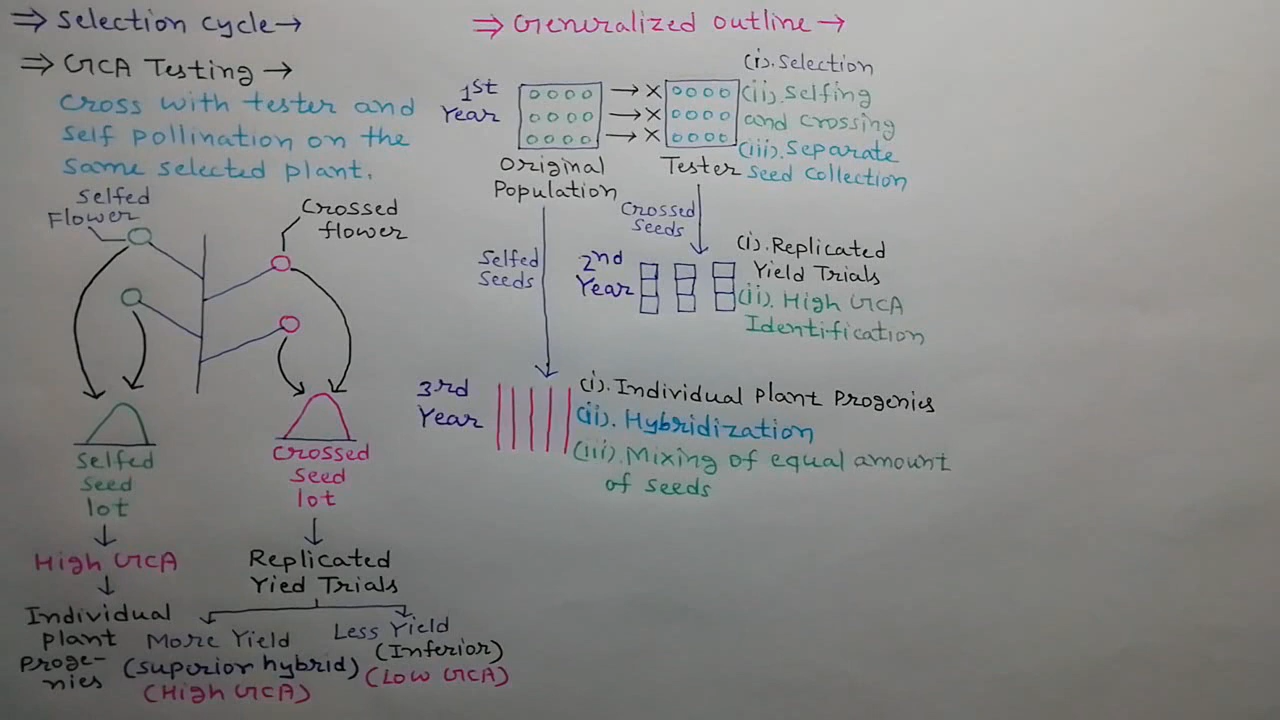 ⇒ Selection cycle →
⇒ GCA Testing →
Cross with tester and
self pollination on the
same selected plant.
Selfed
Flower
Crossed
flower
Selfed
seed
lot
Crossed
Seed
lot
High GCA
Replicated
Yied Trials
Individual
plant
Proge-
nies
More Yield
(superior hybrid)
(High GCA)
Less Yield
(Inferior)
(Low GCA)
⇒ Generalized outline →
1st
Year
Original
Population
Tester
(i). Selection
(ii). Selfing
and crossing
(iii). Separate
seed collection
Crossed
Seeds
Selfed
Seeds
2nd
Year
(i). Replicated
Yield Trials
(ii). High GCA
Identification
3rd
Year
(i). Individual Plant Progenies
(ii). Hybridization
(iii). Mixing of equal amount
of seeds